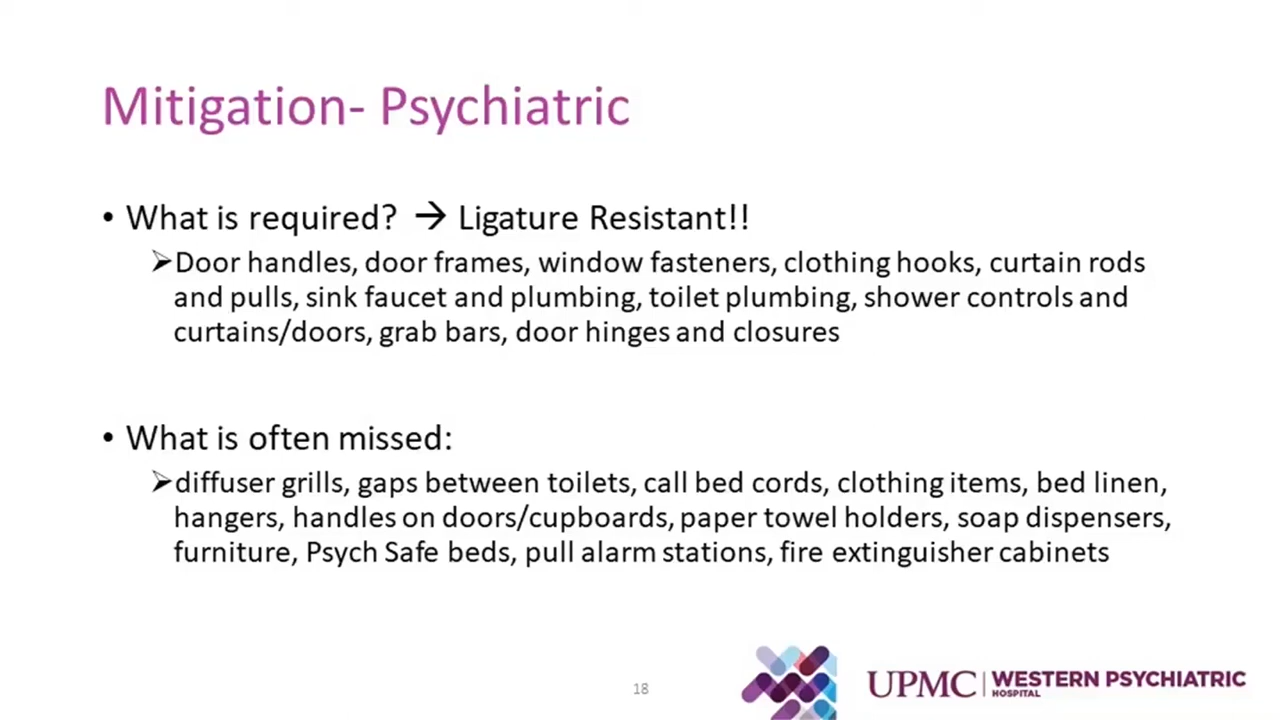 Mitigation- Psychiatric
• What is required? → Ligature Resistant!!
➢Door handles, door frames, window fasteners, clothing hooks, curtain rods
and pulls, sink faucet and plumbing, toilet plumbing, shower controls and
curtains/doors, grab bars, door hinges and closures
• What is often missed:
➢diffuser grills, gaps between toilets, call bed cords, clothing items, bed linen,
hangers, handles on doors/cupboards, paper towel holders, soap dispensers,
furniture, Psych Safe beds, pull alarm stations, fire extinguisher cabinets
18
UPMC | WESTERN PSYCHIATRIC
HOSPITAL